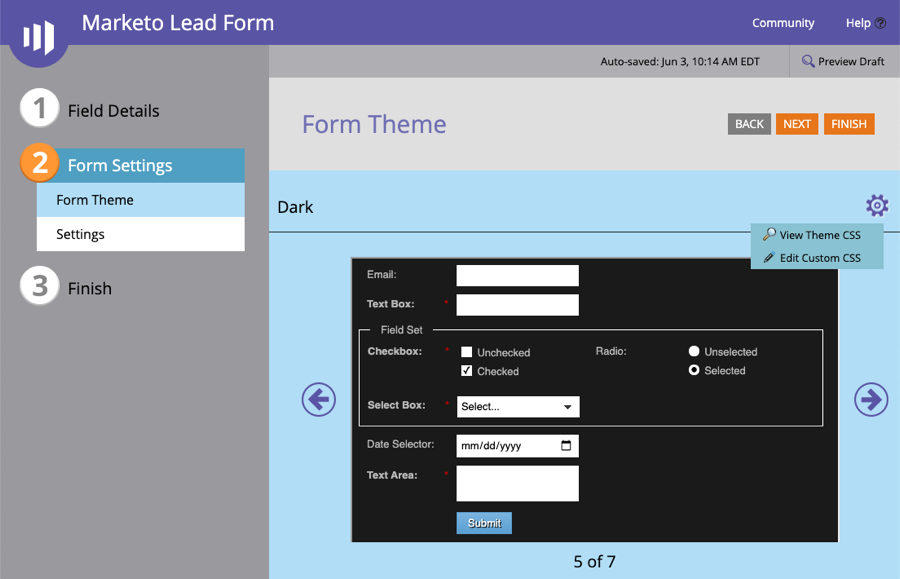 Marketo Lead Form
Community Help ?
Auto-saved: Jun 3, 10:14 AM EDT Preview Draft
1 Field Details
2 Form Settings
Form Theme
Settings
3 Finish
Form Theme
BACK NEXT FINISH
Dark
View Theme CSS
Edit Custom CSS
Email:
Text Box: *
Field Set
Checkbox: * Unchecked Radio: Unselected
Checked Selected
Select Box: * Select...
Date Selector: mm/dd/yyyy
Text Area: *
Submit
5 of 7